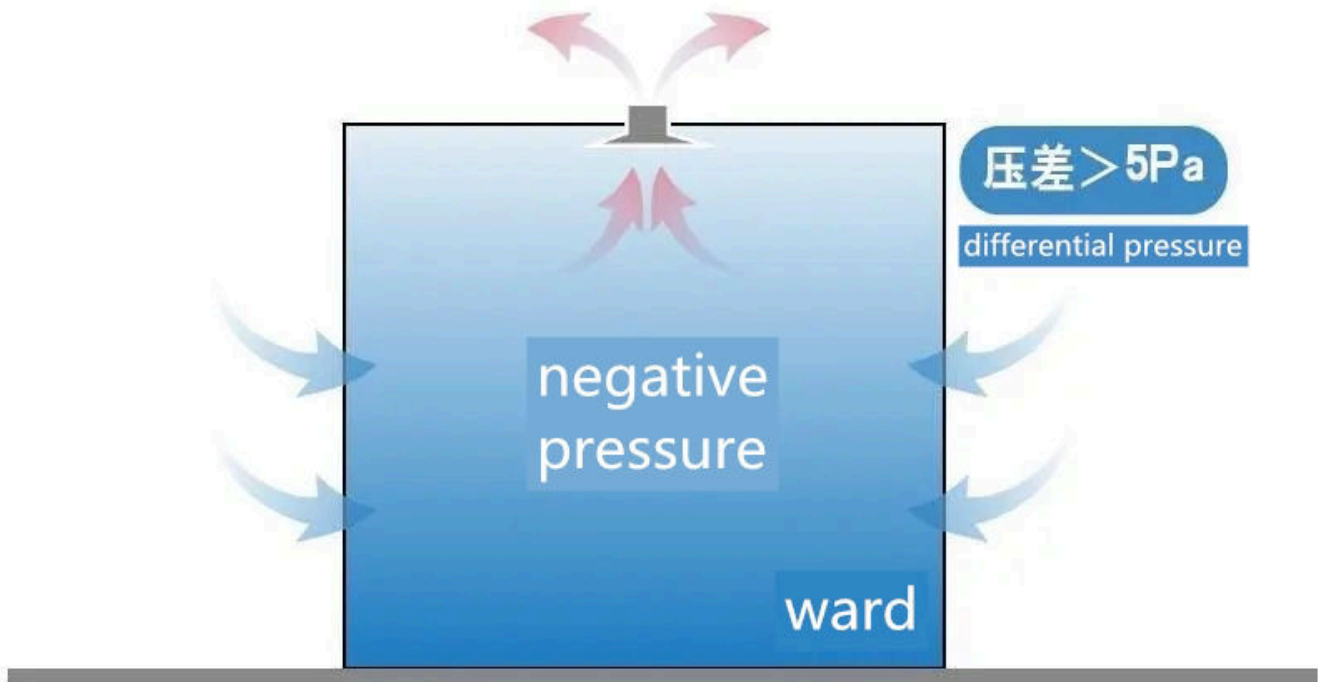 压差＞5Pa
differential pressure
negative
pressure
ward